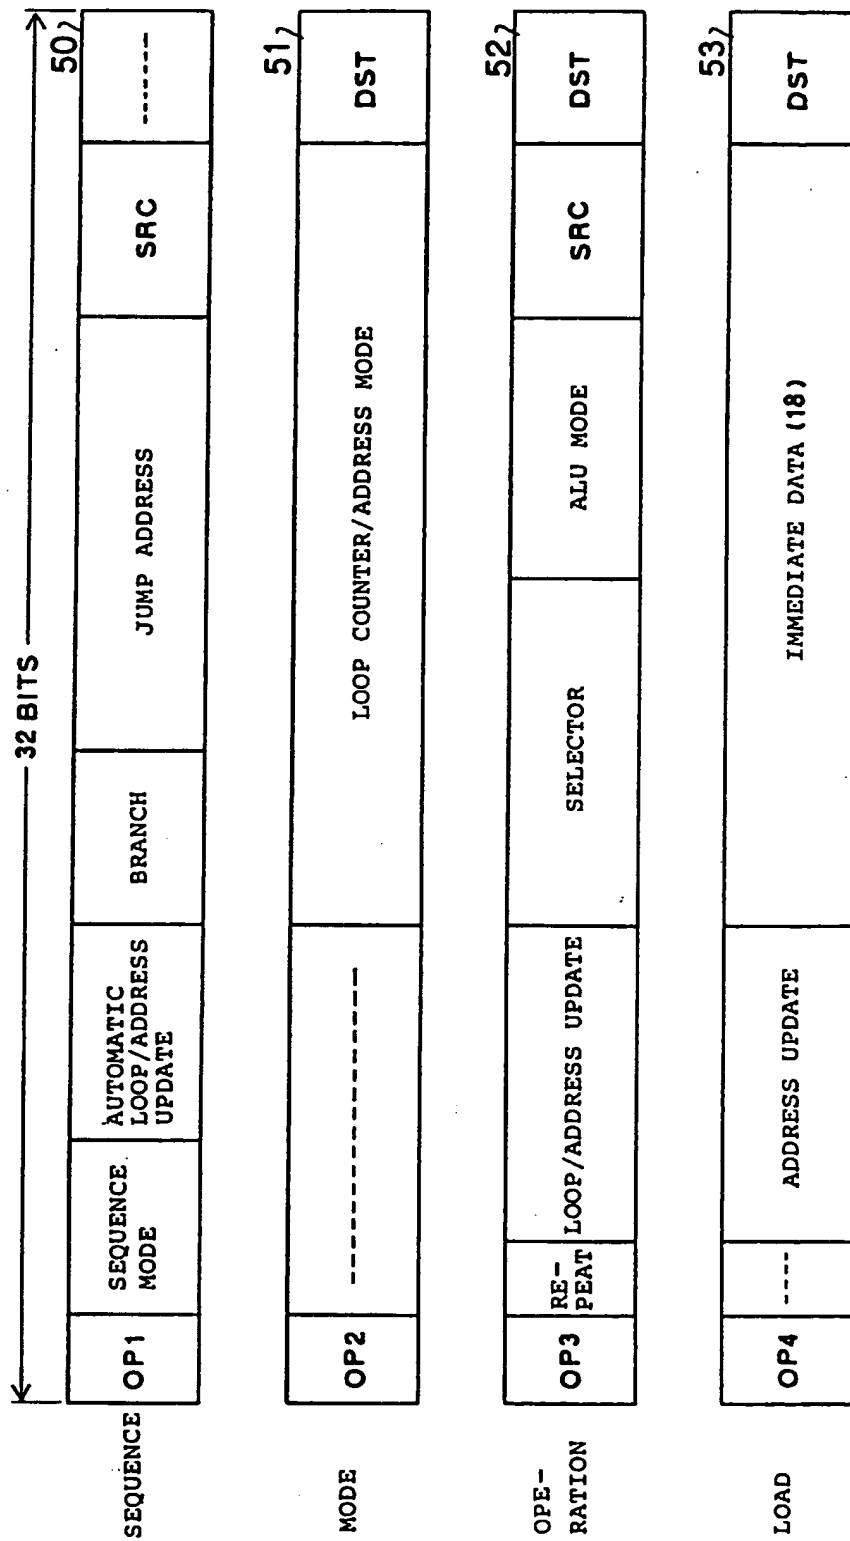 32 BITS
50
SEQUENCE
OP1
SEQUENCE
MODE
AUTOMATIC
LOOP/ADDRESS
UPDATE
BRANCH
JUMP ADDRESS
SRC
-------
51
MODE
OP2
------------------
LOOP COUNTER/ADDRESS MODE
DST
52
OPE-
RATION
OP3
RE-
PEAT
LOOP/ADDRESS UPDATE
SELECTOR
ALU MODE
SRC
DST
53
LOAD
OP4
----
ADDRESS UPDATE
IMMEDIATE DATA (18)
DST